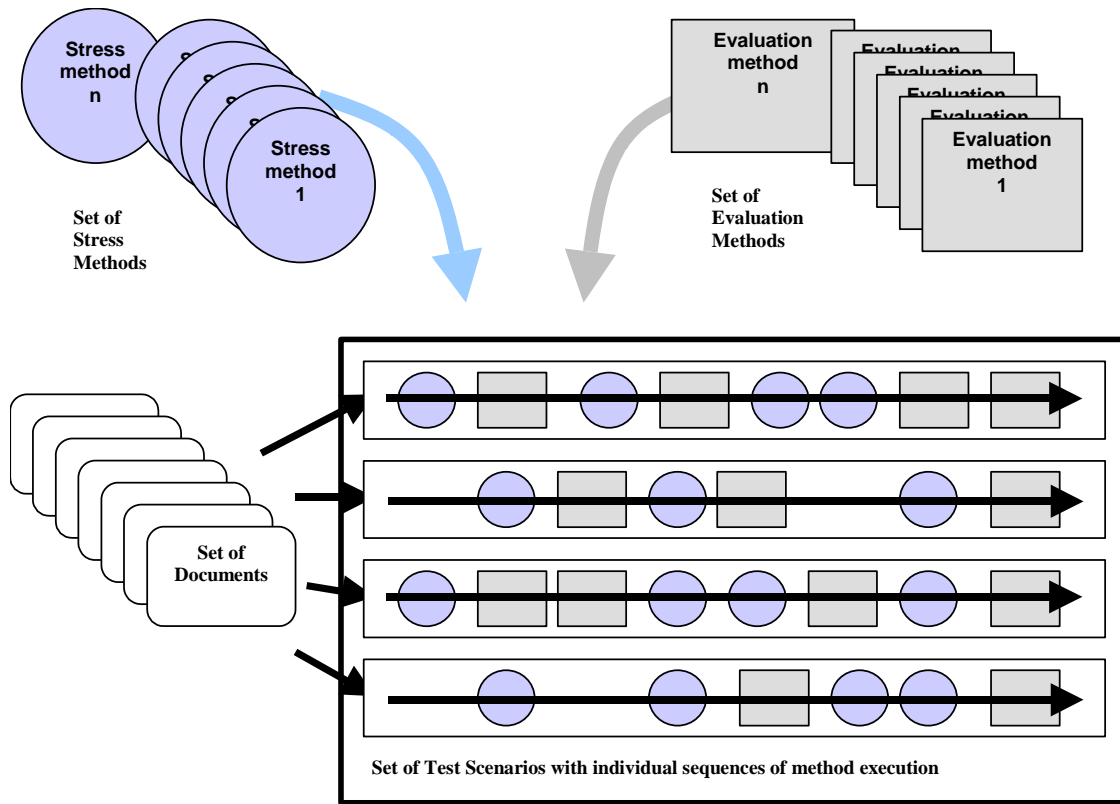 Stress
method
n
S
S
S
S
Stress
method
1
Set of
Stress
Methods
Evaluation
method
n
Evaluation
Evaluation
Evaluation
Evaluation
Evaluation
method
1
Set of
Evaluation
Methods
Set of
Documents
Set of Test Scenarios with individual sequences of method execution